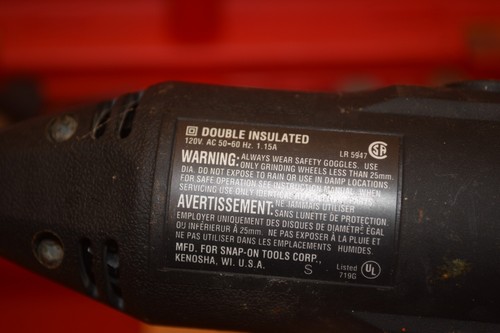 DOUBLE INSULATED
120V. AC 50-60 Hz. 1.15A
LR 5947 SA
WARNING: ALWAYS WEAR SAFETY GOGGLES. USE
ONLY GRINDING WHEELS LESS THAN 25mm.
DIA. DO NOT EXPOSE TO RAIN OR USE IN DAMP LOCATIONS.
FOR SAFE OPERATION SEE INSTRUCTION MANUAL. WHEN
SERVICING USE ONLY
AVERTISSEMENT: NE JAMAIS UTILISER
SANS LUNETTE DE PROTECTION.
EMPLOYER UNIQUEMENT DES DISQUES DE DIAMETRE ÉGAL
OU INFÉRIEUR À 25mm. NE PAS EXPOSER A LA PLUIE ET
NE PAS UTILISER DANS LES EMPLACEMENTS HUMIDES.
MFD. FOR SNAP-ON TOOLS CORP.,
KENOSHA, WI. U.S.A.
S
Listed
719G
UL